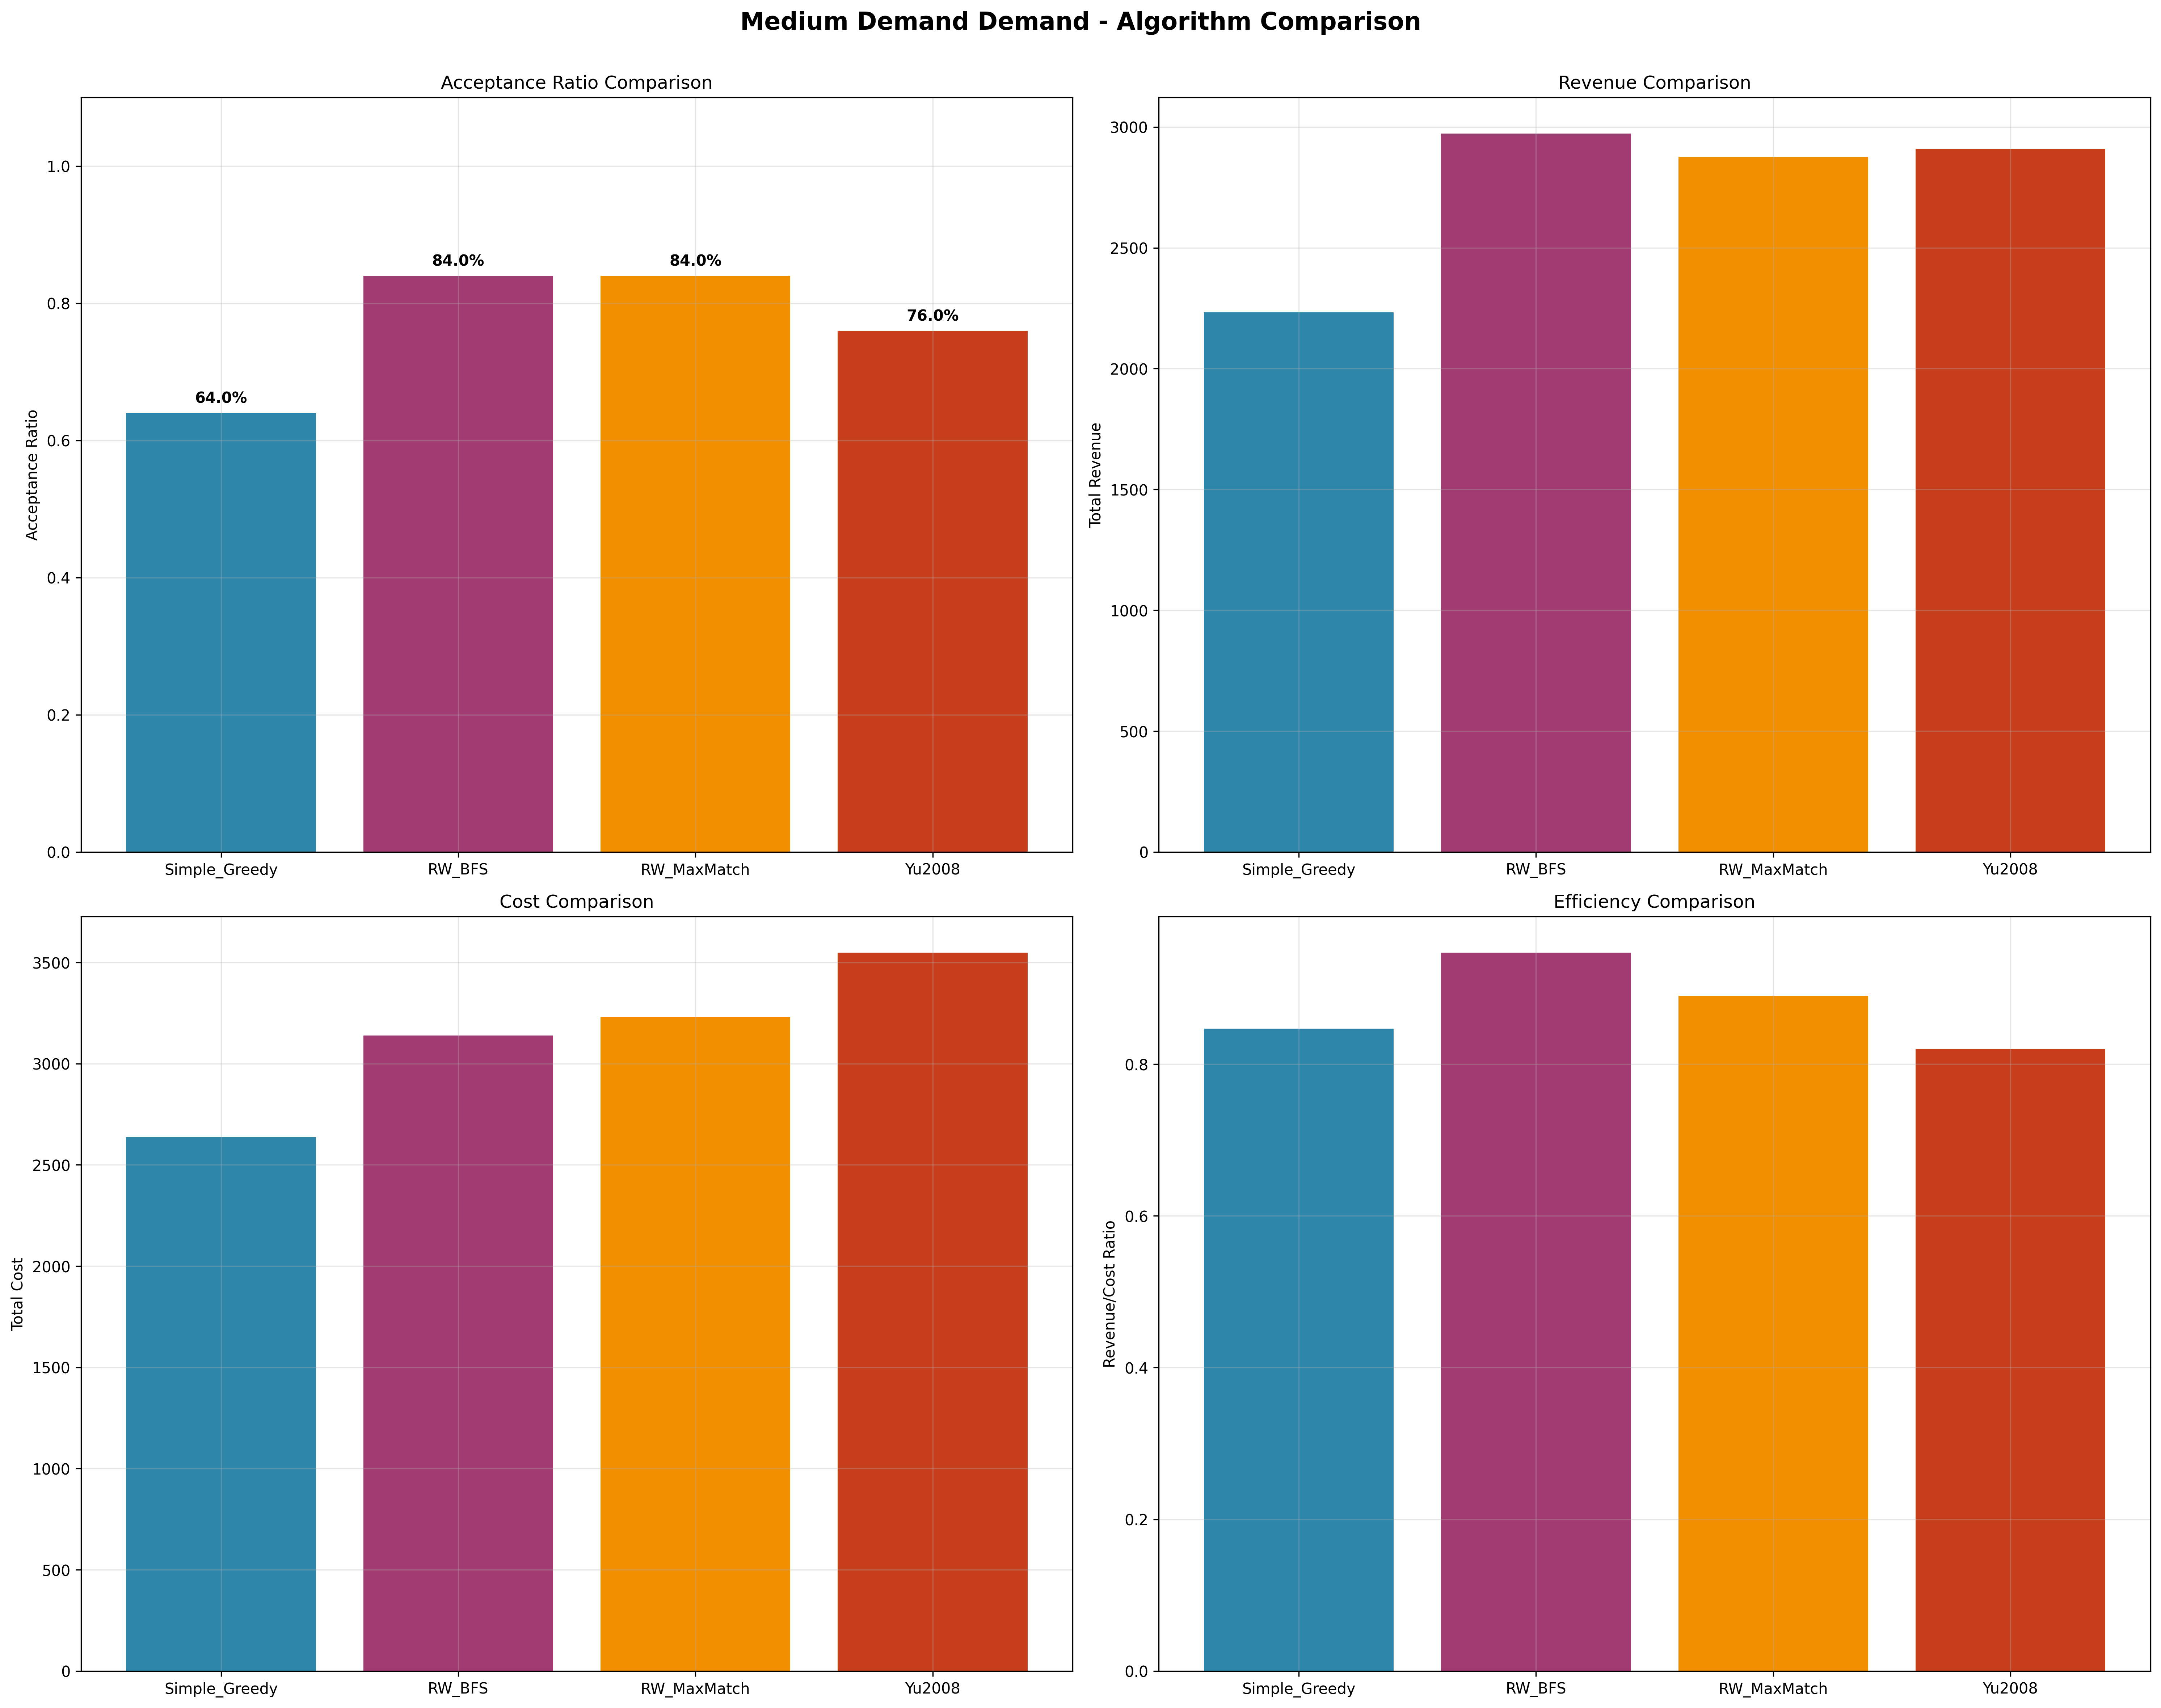 Medium Demand Demand - Algorithm Comparison
Acceptance Ratio Comparison
Acceptance Ratio
1.0
0.8
0.6
0.4
0.2
0.0
64.0%
84.0%
84.0%
76.0%
Simple_Greedy RW_BFS RW_MaxMatch Yu2008
Revenue Comparison
Total Revenue
3000
2500
2000
1500
1000
500
0
Simple_Greedy RW_BFS RW_MaxMatch Yu2008
Cost Comparison
Total Cost
3500
3000
2500
2000
1500
1000
500
0
Simple_Greedy RW_BFS RW_MaxMatch Yu2008
Efficiency Comparison
Revenue/Cost Ratio
0.8
0.6
0.4
0.2
0.0
Simple_Greedy RW_BFS RW_MaxMatch Yu2008